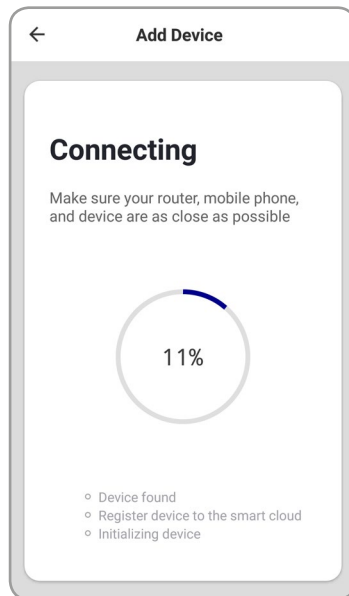 Add Device
Connecting
Make sure your router, mobile phone,
and device are as close as possible
11%
Device found
Register device to the smart cloud
Initializing device